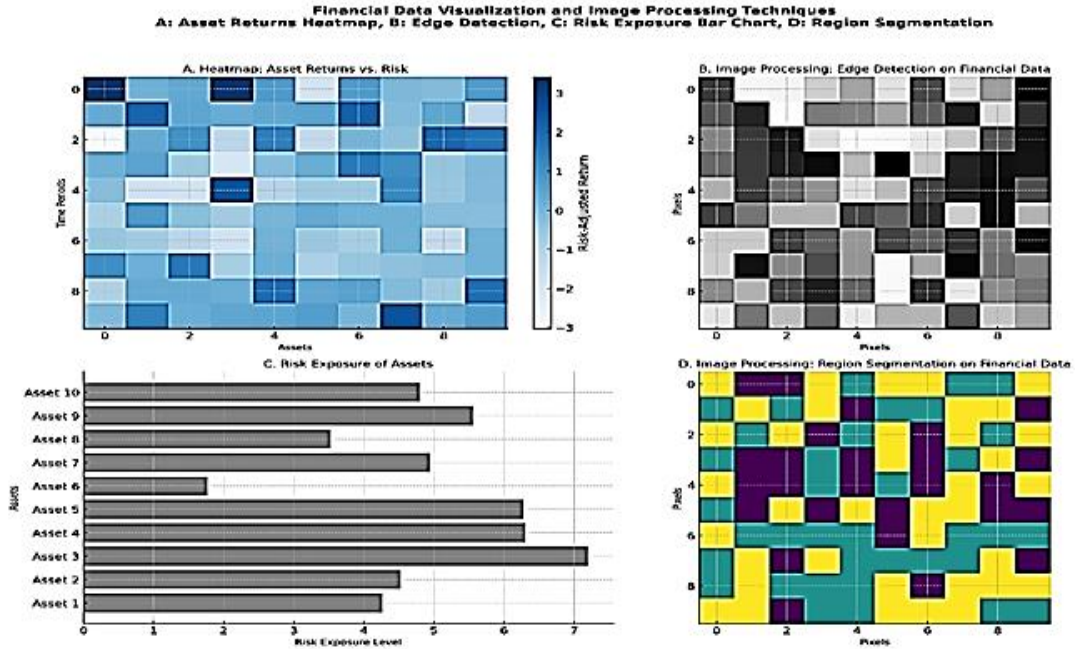 Financial Data Visualization and Image Processing Techniques
A: Asset Returns Heatmap, B: Edge Detection, C: Risk Exposure Bar Chart, D: Region Segmentation
A. Heatmap: Asset Returns vs. Risk
0
2
4
6
8
Time Periods
0 2 4 6 8
Assets
3
2
1
0
−1
−2
−3
Risk-Adjusted Return
B. Image Processing: Edge Detection on Financial Data
0
2
4
6
8
Pixels
0 2 4 6 8
Pixels
C. Risk Exposure of Assets
Asset 10
Asset 9
Asset 8
Asset 7
Asset 6
Asset 5
Asset 4
Asset 3
Asset 2
Asset 1
Assets
0 1 2 3 4 5 6 7
Risk Exposure Level
D. Image Processing: Region Segmentation on Financial Data
0
2
4
6
8
Pixels
0 2 4 6 8
Pixels